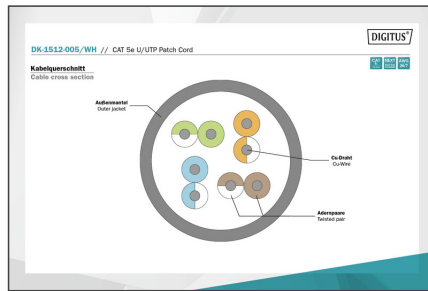 DIGITUS®
DK-1512-005/WH // CAT 5e U/UTP Patch Cord
Kabelquerschnitt
Cable cross section
Außenmantel
Outer jacket
Cu-Draht
Cu-Wire
Adernpaare
Twisted pair